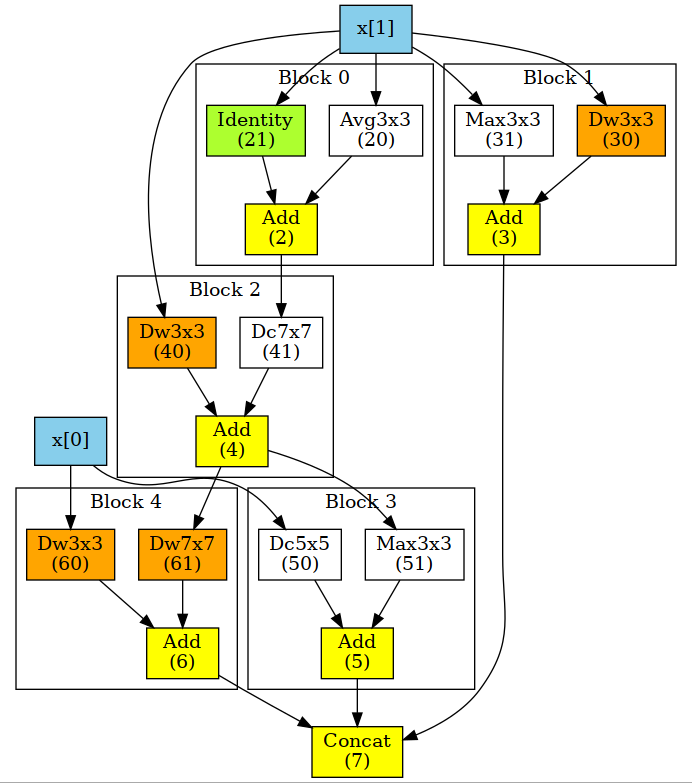 x[1]
Block 0
Block 1
Identity
(21)
Avg3x3
(20)
Max3x3
(31)
Dw3x3
(30)
Add
(2)
Add
(3)
Block 2
Dw3x3
(40)
Dc7x7
(41)
x[0]
Add
(4)
Block 4
Block 3
Dw3x3
(60)
Dw7x7
(61)
Dc5x5
(50)
Max3x3
(51)
Add
(6)
Add
(5)
Concat
(7)